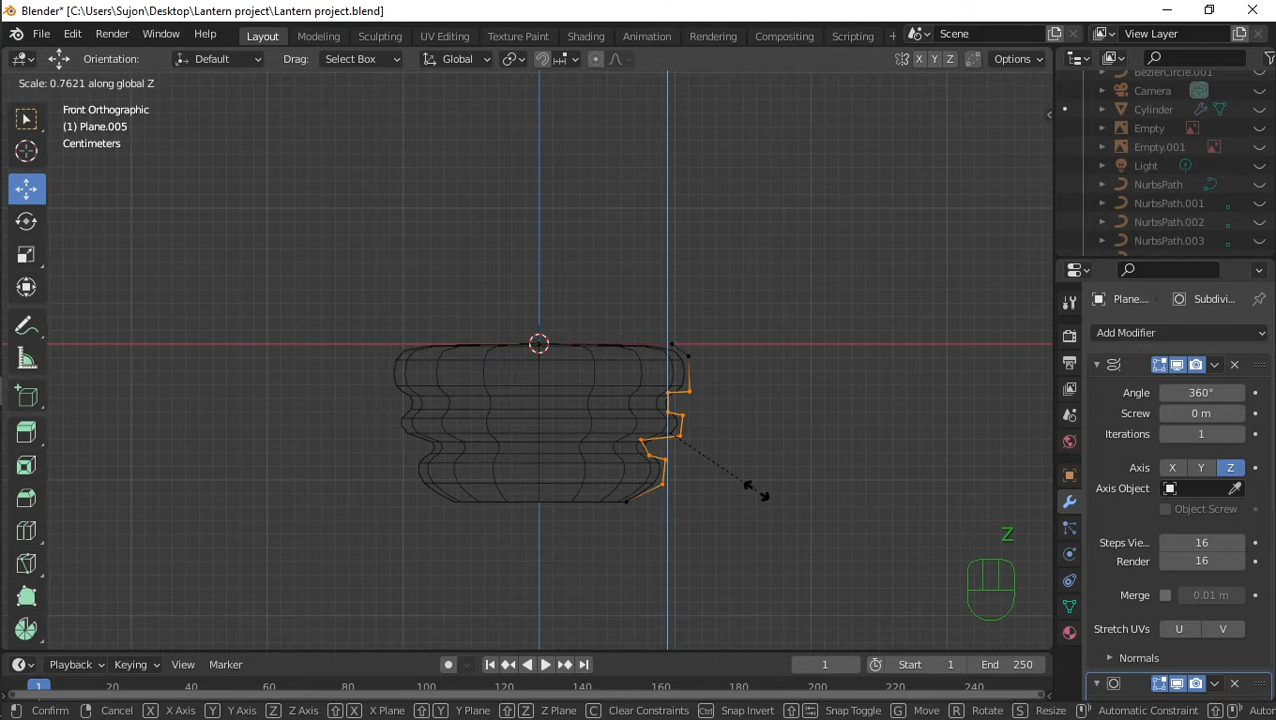 Blender* [C:\Users\Sujon\Desktop\Lantern project\Lantern project.blend]
File Edit Render Window Help Layout Modeling Sculpting UV Editing Texture Paint Shading Animation Rendering Compositing Scripting + Scene View Layer
Orientation: Default Drag: Select Box Global X Y Z Options
Scale: 0.7621 along global Z
Front Orthographic
(1) Plane.005
Centimeters
BezierCircle.001
Camera
Cylinder
Empty
Empty.001
Light
NurbsPath
NurbsPath.001
NurbsPath.002
NurbsPath.003
Plane.... Subdivi...
Add Modifier
Angle 360°
Screw 0 m
Iterations 1
Axis X Y Z
Axis Object
Object Screw
Steps Vie... 16
Render 16
Merge 0.01 m
Stretch UVs U V
Normals
Z
Playback Keying View Marker 1 Start 1 End 250
1 20 40 60 80 100 120 140 160 180 200 220 240
Confirm Cancel X X Axis Y Y Axis Z Z Axis X X Plane Y Y Plane Z Z Plane C Clear Constraints Ctrl Snap Invert Snap Toggle G Move R Rotate S Resize Automatic Constraint